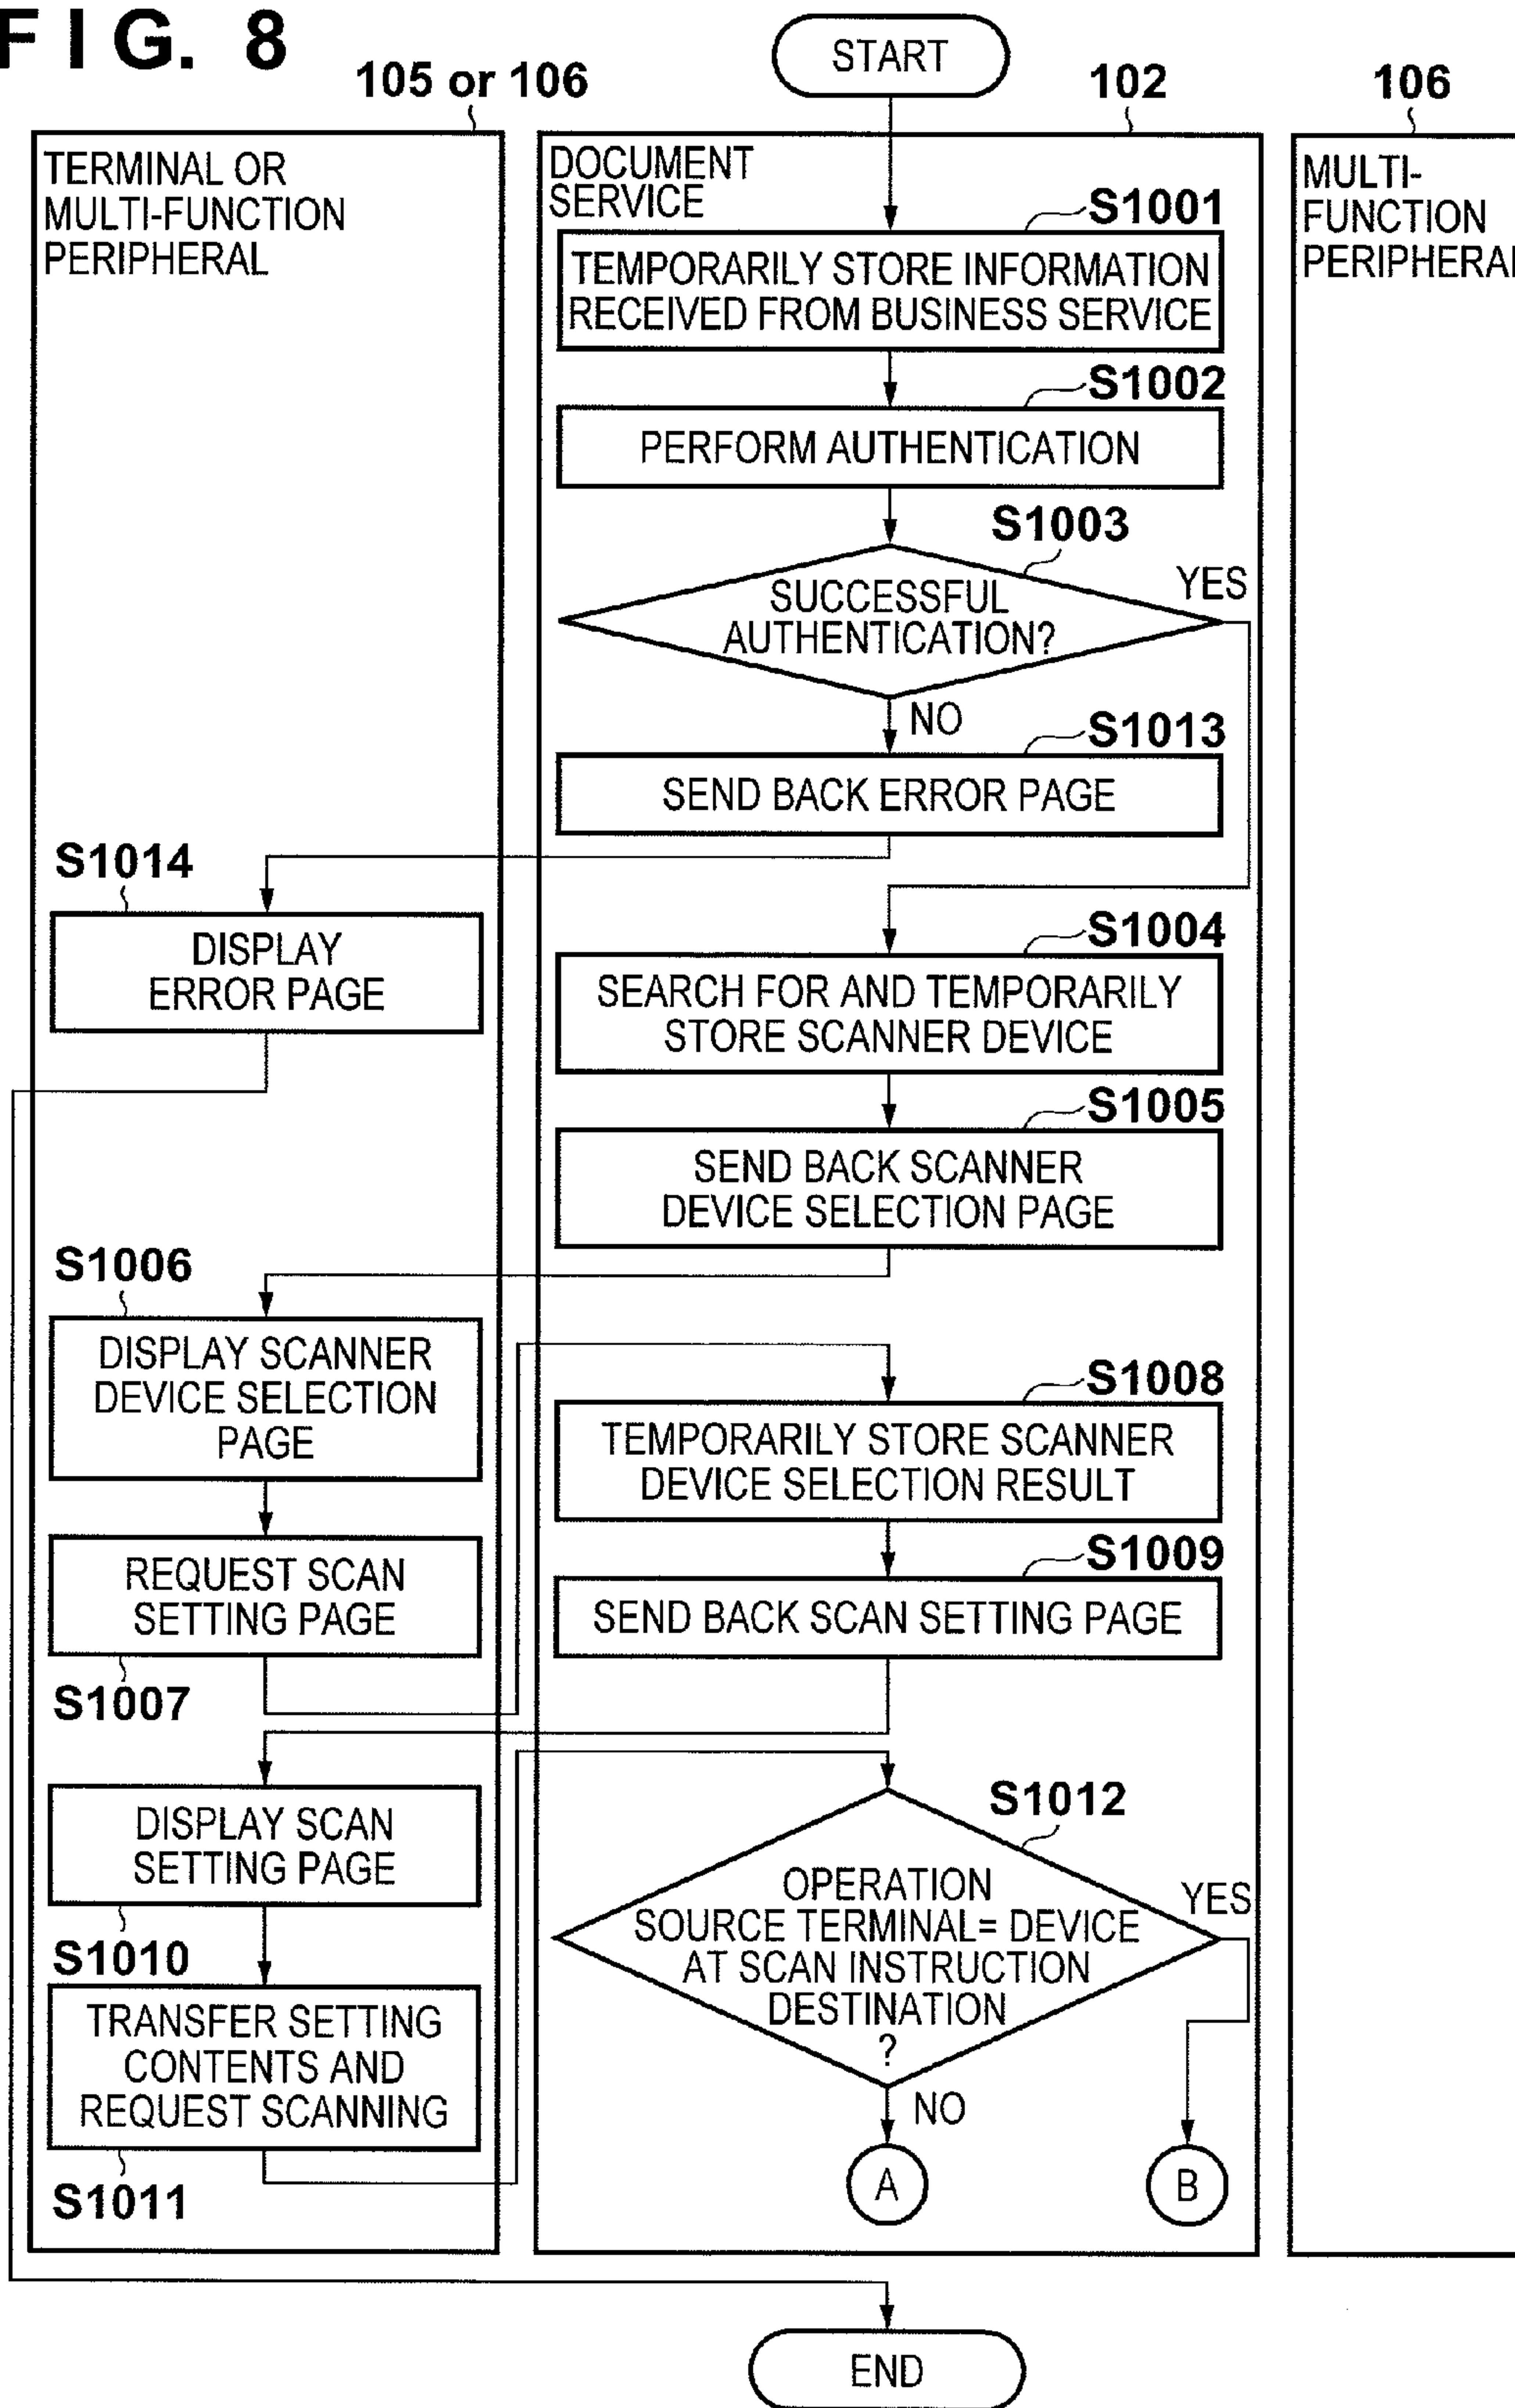 FIG. 8
START
105 or 106
102
106
TERMINAL OR
MULTI-FUNCTION
PERIPHERAL
DOCUMENT
SERVICE
MULTI-
FUNCTION
PERIPHERAL
S1001
TEMPORARILY STORE INFORMATION
RECEIVED FROM BUSINESS SERVICE
S1002
PERFORM AUTHENTICATION
S1003
SUCCESSFUL
AUTHENTICATION?
YES
NO
S1013
SEND BACK ERROR PAGE
S1014
DISPLAY
ERROR PAGE
S1004
SEARCH FOR AND TEMPORARILY
STORE SCANNER DEVICE
S1005
SEND BACK SCANNER
DEVICE SELECTION PAGE
S1006
DISPLAY SCANNER
DEVICE SELECTION
PAGE
REQUEST SCAN
SETTING PAGE
S1007
S1008
TEMPORARILY STORE SCANNER
DEVICE SELECTION RESULT
S1009
SEND BACK SCAN SETTING PAGE
DISPLAY SCAN
SETTING PAGE
S1010
TRANSFER SETTING
CONTENTS AND
REQUEST SCANNING
S1011
S1012
OPERATION
SOURCE TERMINAL= DEVICE
AT SCAN INSTRUCTION
DESTINATION
?
YES
NO
A
B
END